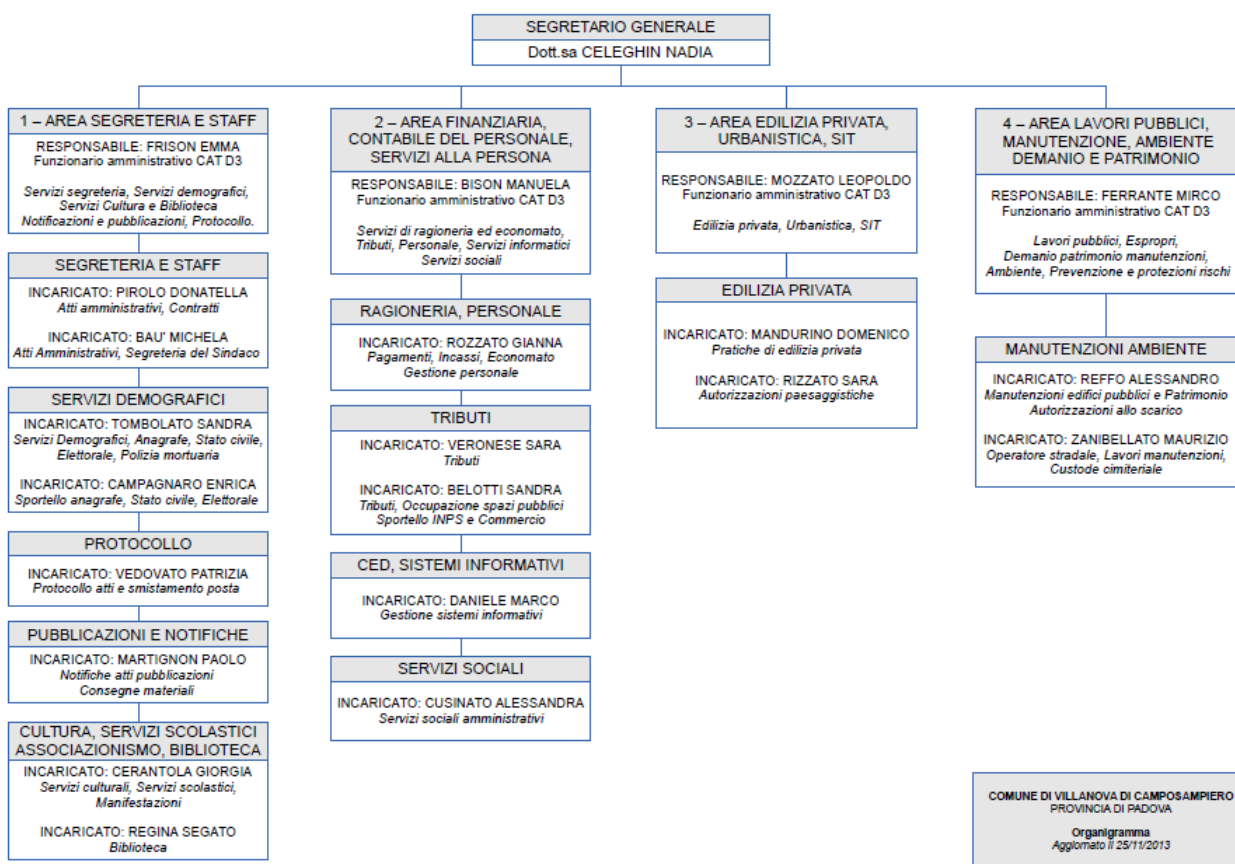 SEGRETARIO GENERALE
Dott.sa CELEGHIN NADIA
1 – AREA SEGRETERIA E STAFF
RESPONSABILE: FRISON EMMA
Funzionario amministrativo CAT D3
Servizi segreteria, Servizi demografici,
Servizi Cultura e Biblioteca
Notificazioni e pubblicazioni, Protocollo.
SEGRETERIA E STAFF
INCARICATO: PIROLO DONATELLA
Atti amministrativi, Contratti
INCARICATO: BAU' MICHELA
Atti Amministrativi, Segreteria del Sindaco
SERVIZI DEMOGRAFICI
INCARICATO: TOMBOLATO SANDRA
Servizi Demografici, Anagrafe, Stato civile,
Elettorale, Polizia mortuaria
INCARICATO: CAMPAGNARO ENRICA
Sportello anagrafe, Stato civile, Elettorale
PROTOCOLLO
INCARICATO: VEDOVATO PATRIZIA
Protocollo atti e smistamento posta
PUBBLICAZIONI E NOTIFICHE
INCARICATO: MARTIGNON PAOLO
Notifiche atti pubblicazioni
Consegne materiali
CULTURA, SERVIZI SCOLASTICI
ASSOCIAZIONISMO, BIBLIOTECA
INCARICATO: CERANTOLA GIORGIA
Servizi culturali, Servizi scolastici,
Manifestazioni
INCARICATO: REGINA SEGATO
Biblioteca
2 – AREA FINANZIARIA,
CONTABILE DEL PERSONALE,
SERVIZI ALLA PERSONA
RESPONSABILE: BISON MANUELA
Funzionario amministrativo CAT D3
Servizi di ragioneria ed economato,
Tributi, Personale, Servizi informatici
Servizi sociali
RAGIONERIA, PERSONALE
INCARICATO: ROZZATO GIANNA
Pagamenti, Incassi, Economato
Gestione personale
TRIBUTI
INCARICATO: VERONESE SARA
Tributi
INCARICATO: BELOTTI SANDRA
Tributi, Occupazione spazi pubblici
Sportello INPS e Commercio
CED, SISTEMI INFORMATIVI
INCARICATO: DANIELE MARCO
Gestione sistemi informativi
SERVIZI SOCIALI
INCARICATO: CUSINATO ALESSANDRA
Servizi sociali amministrativi
3 – AREA EDILIZIA PRIVATA,
URBANISTICA, SIT
RESPONSABILE: MOZZATO LEOPOLDO
Funzionario amministrativo CAT D3
Edilizia privata, Urbanistica, SIT
EDILIZIA PRIVATA
INCARICATO: MANDURINO DOMENICO
Pratiche di edilizia privata
INCARICATO: RIZZATO SARA
Autorizzazioni paesaggistiche
4 – AREA LAVORI PUBBLICI,
MANUTENZIONE, AMBIENTE
DEMANIO E PATRIMONIO
RESPONSABILE: FERRANTE MIRCO
Funzionario amministrativo CAT D3
Lavori pubblici, Espropri,
Demanio patrimonio manutenzioni,
Ambiente, Prevenzione e protezioni rischi
MANUTENZIONI AMBIENTE
INCARICATO: REFFO ALESSANDRO
Manutenzioni edifici pubblici e Patrimonio
Autorizzazioni allo scarico
INCARICATO: ZANIBELLATO MAURIZIO
Operatore stradale, Lavori manutenzioni,
Custode cimiteriale
COMUNE DI VILLANOVA DI CAMPOSAMPIERO
PROVINCIA DI PADOVA
Organigramma
Aggiornato il 25/11/2013